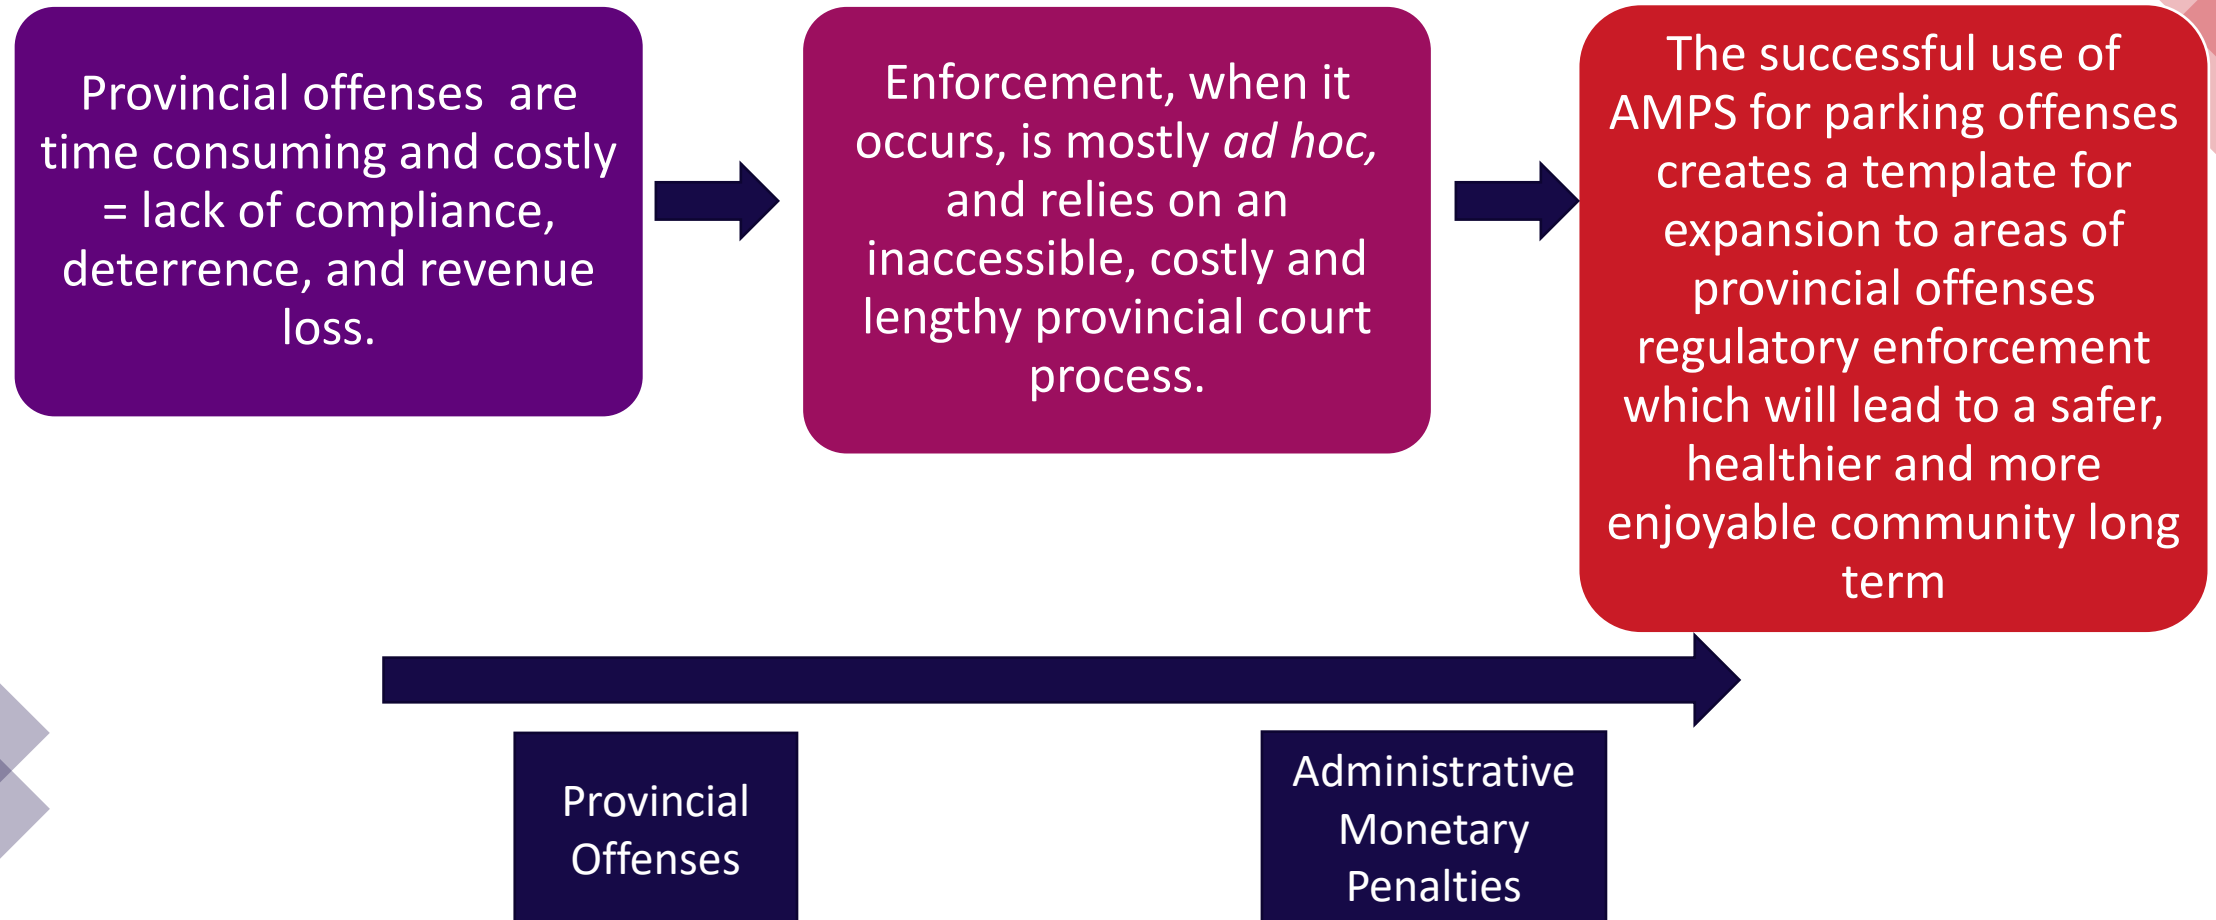 Provincial offenses  are
time consuming and costly
= lack of compliance,
deterrence, and revenue
loss.
Enforcement, when it
occurs, is mostly ad hoc,
and relies on an
inaccessible, costly and
lengthy provincial court
process.
The successful use of
AMPS for parking offenses
creates a template for
expansion to areas of
provincial offenses
regulatory enforcement
which will lead to a safer,
healthier and more
enjoyable community long
term
Provincial
Offenses
Administrative
Monetary
Penalties